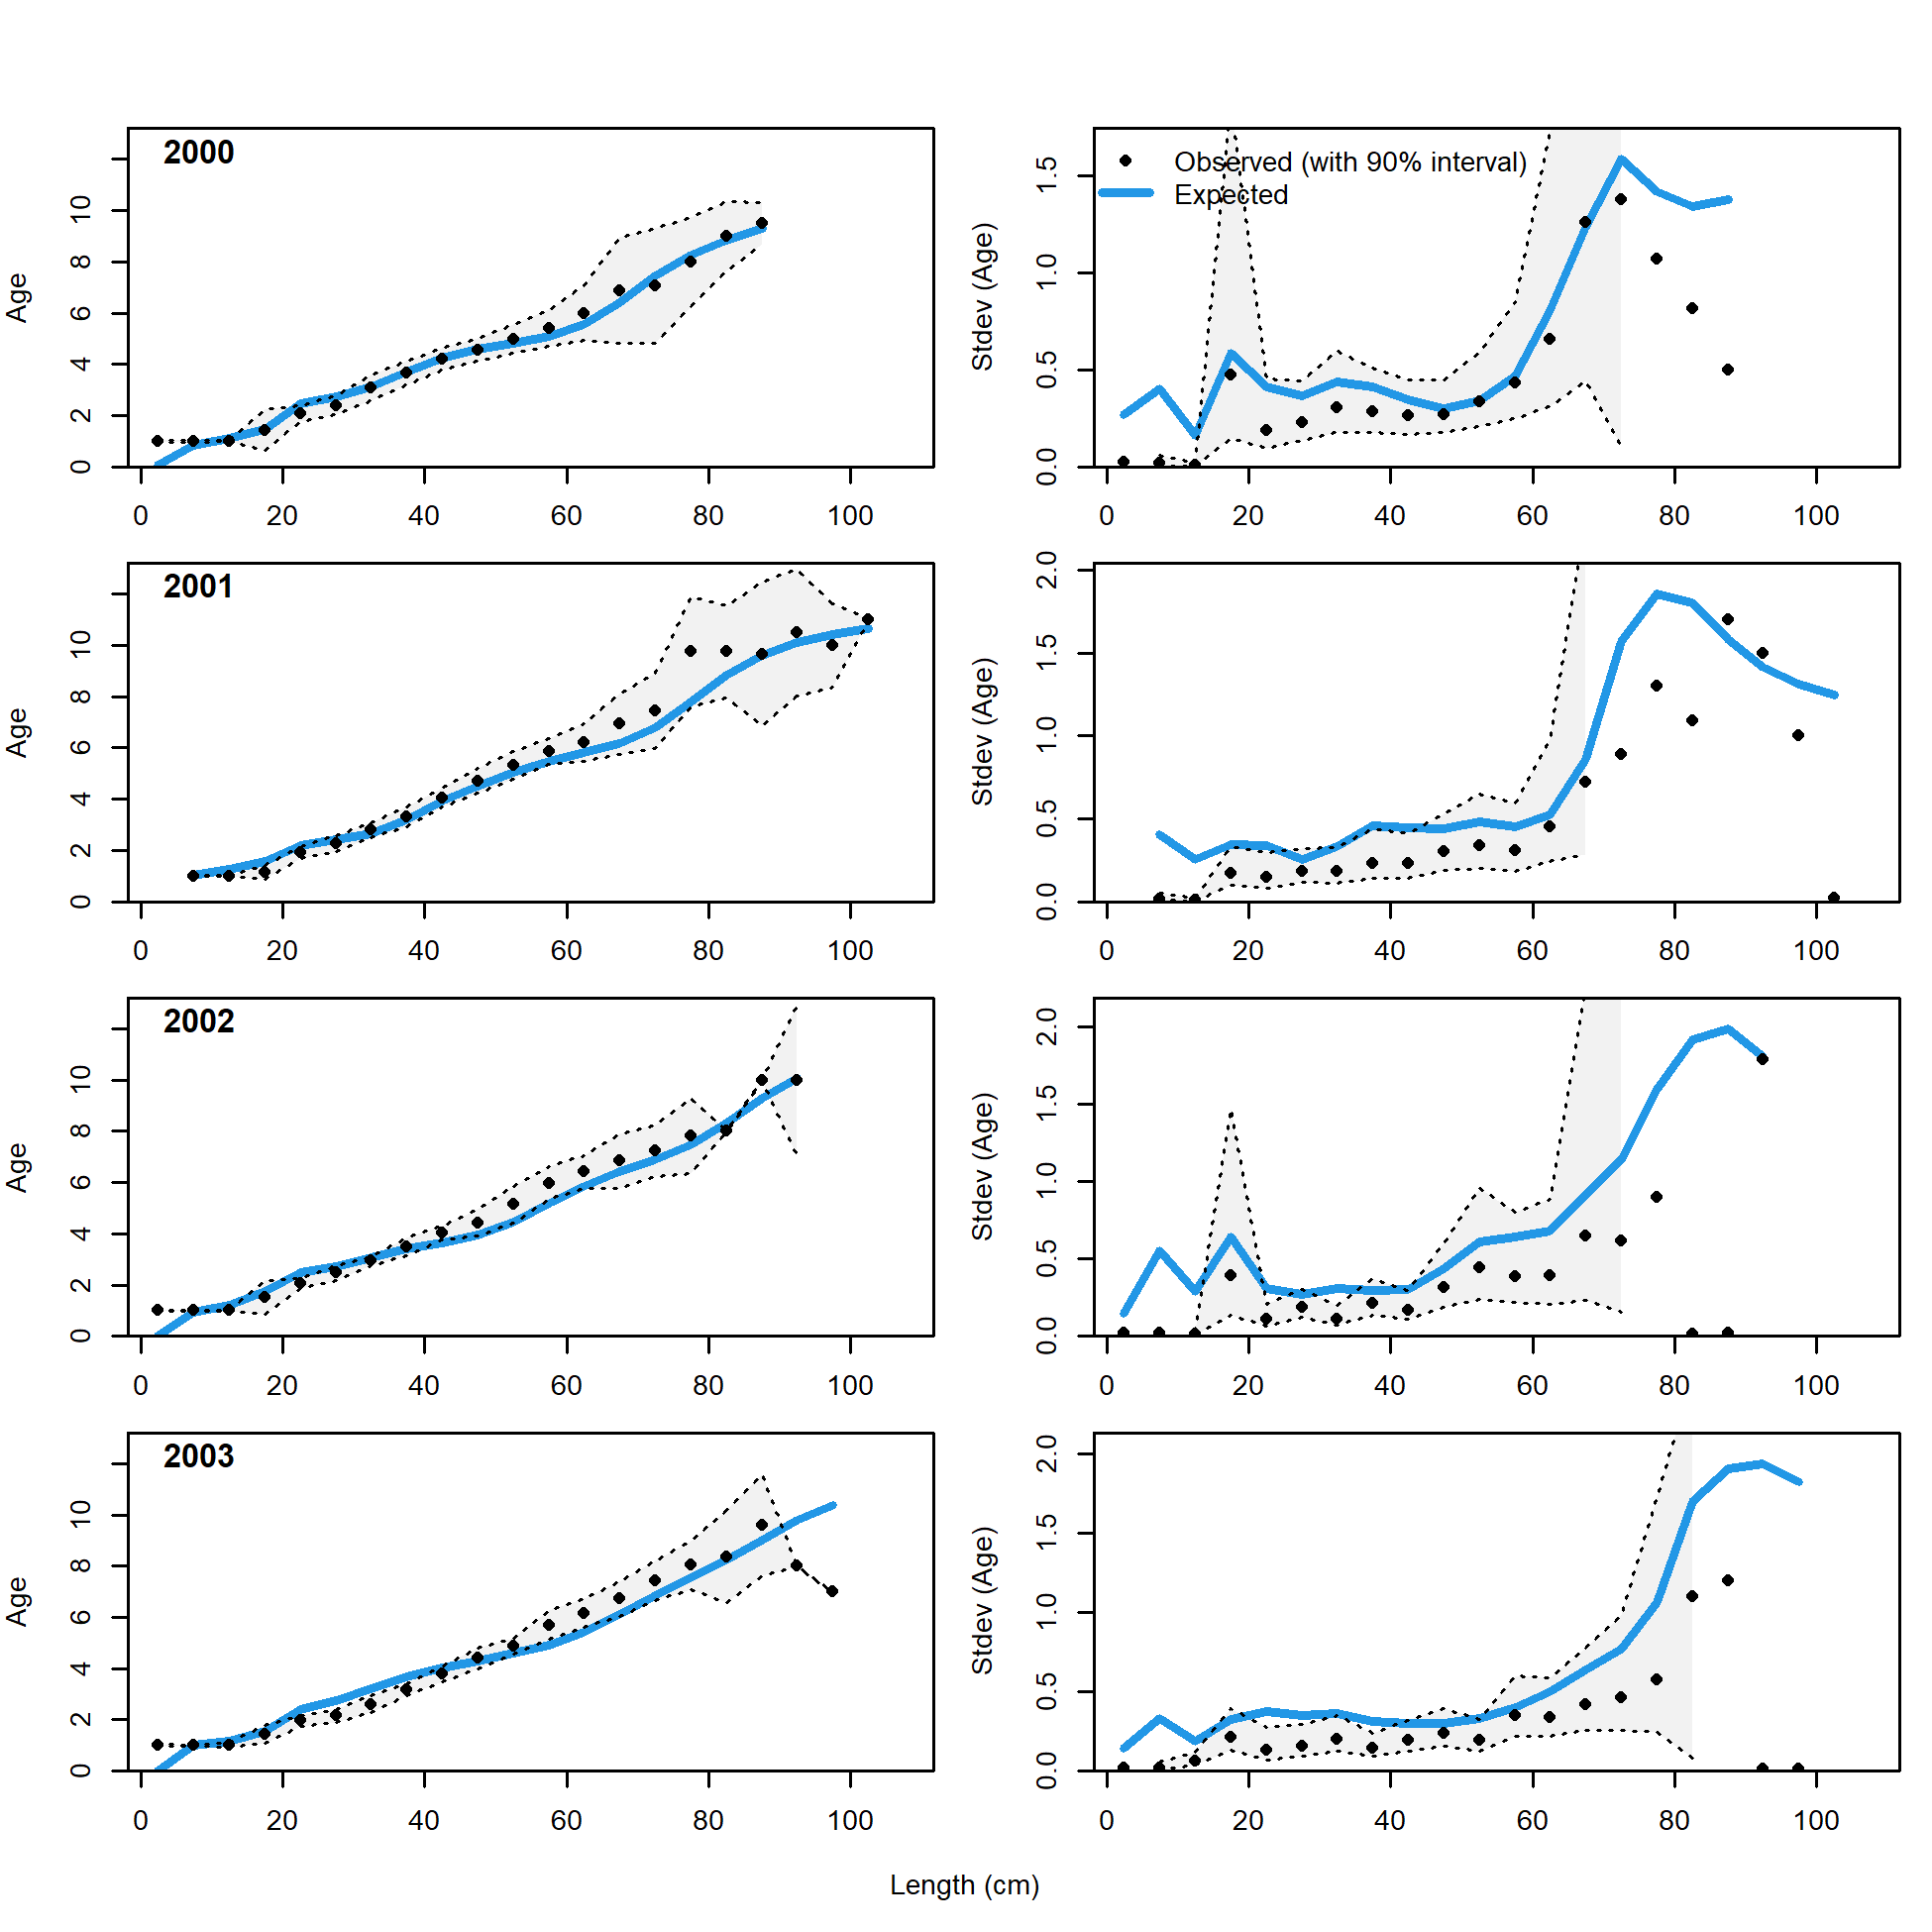 2000
Age
0 2 4 6 8 10
0 20 40 60 80 100
Observed (with 90% interval)
Expected
Stdev (Age)
0.0 0.5 1.0 1.5
0 20 40 60 80 100
2001
Age
0 2 4 6 8 10
0 20 40 60 80 100
Stdev (Age)
0.0 0.5 1.0 1.5 2.0
0 20 40 60 80 100
2002
Age
0 2 4 6 8 10
0 20 40 60 80 100
Stdev (Age)
0.0 0.5 1.0 1.5 2.0
0 20 40 60 80 100
2003
Age
0 2 4 6 8 10
0 20 40 60 80 100
Stdev (Age)
0.0 0.5 1.0 1.5 2.0
0 20 40 60 80 100
Length (cm)